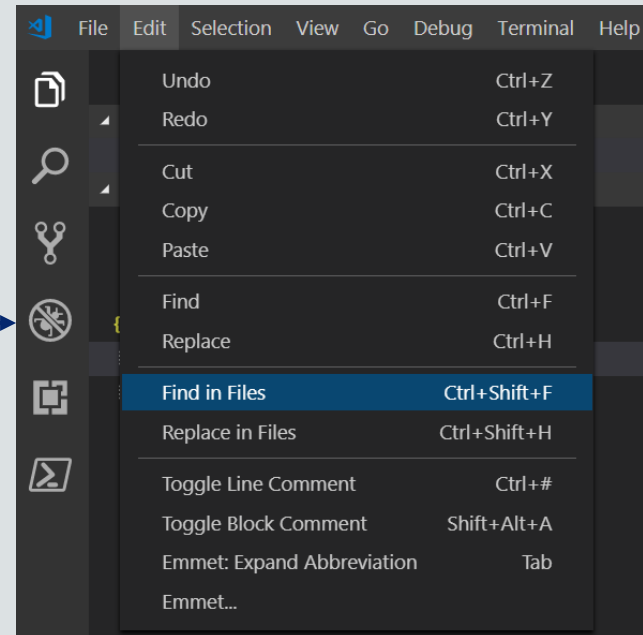 File Edit Selection View Go Debug Terminal Help
Undo Ctrl+Z
Redo Ctrl+Y
Cut Ctrl+X
Copy Ctrl+C
Paste Ctrl+V
Find Ctrl+F
{
Replace Ctrl+H
Find in Files Ctrl+Shift+F
Replace in Files Ctrl+Shift+H
Toggle Line Comment Ctrl+#
Toggle Block Comment Shift+Alt+A
Emmet: Expand Abbreviation Tab
Emmet...